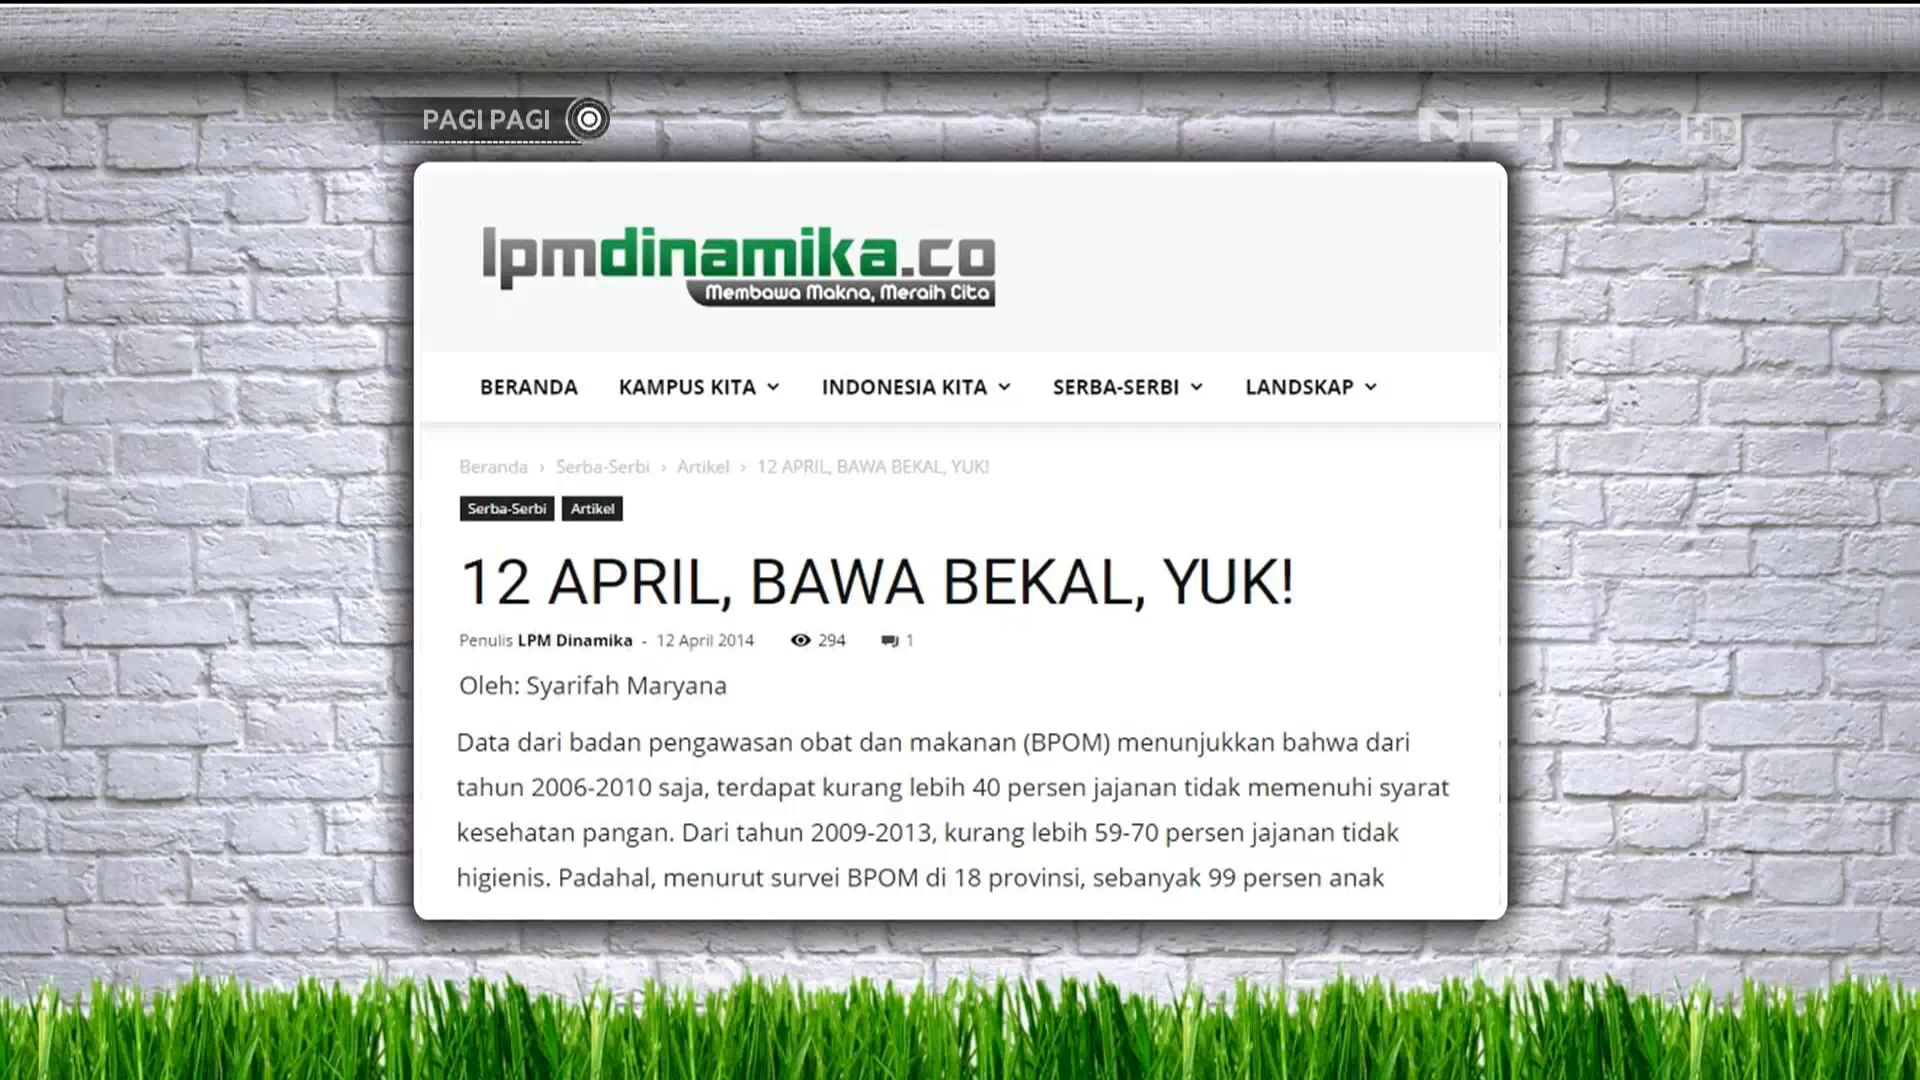 PAGI PAGI
NET.
HD
lpmdinamika.co
Membawa Makna, Meraih Cita
BERANDA KAMPUS KITA INDONESIA KITA SERBA-SERBI LANDSKAP
Beranda › Serba-Serbi › Artikel › 12 APRIL, BAWA BEKAL, YUK!
Serba-Serbi Artikel
12 APRIL, BAWA BEKAL, YUK!
Penulis LPM Dinamika - 12 April 2014 294 1
Oleh: Syarifah Maryana
Data dari badan pengawasan obat dan makanan (BPOM) menunjukkan bahwa dari
tahun 2006-2010 saja, terdapat kurang lebih 40 persen jajanan tidak memenuhi syarat
kesehatan pangan. Dari tahun 2009-2013, kurang lebih 59-70 persen jajanan tidak
higienis. Padahal, menurut survei BPOM di 18 provinsi, sebanyak 99 persen anak